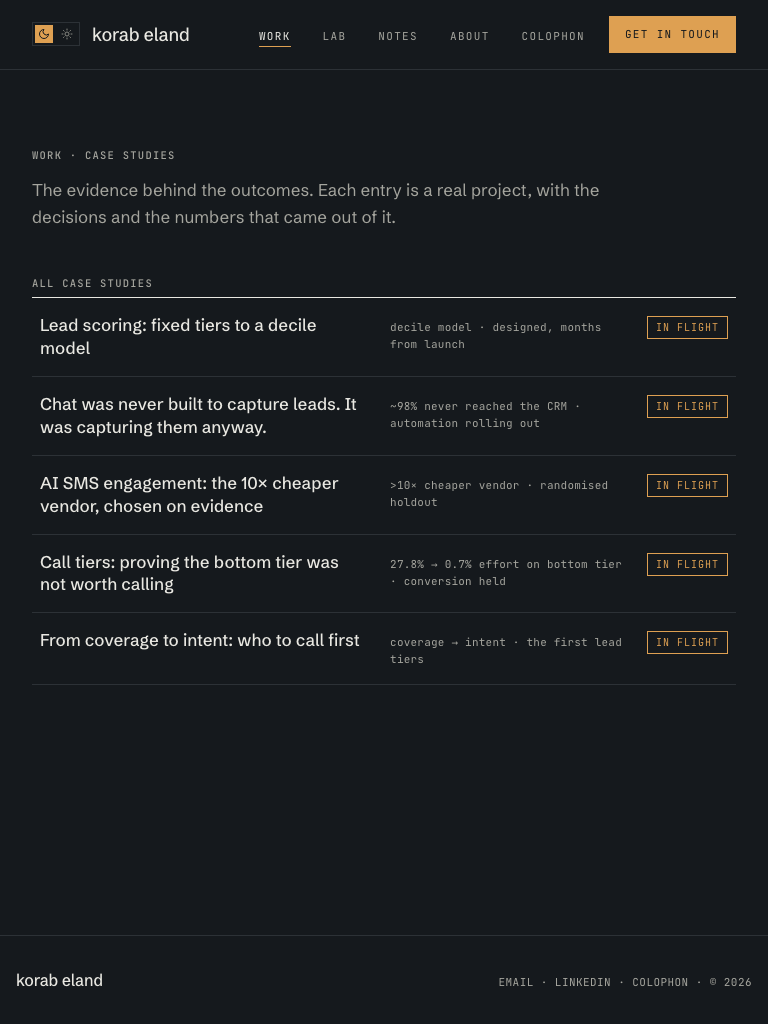 korab eland
WORK
LAB
NOTES
ABOUT
COLOPHON
GET IN TOUCH
WORK · CASE STUDIES
The evidence behind the outcomes. Each entry is a real project, with the
decisions and the numbers that came out of it.
ALL CASE STUDIES
Lead scoring: fixed tiers to a decile
model
decile model · designed, months
from launch
IN FLIGHT
Chat was never built to capture leads. It
was capturing them anyway.
~98% never reached the CRM ·
automation rolling out
IN FLIGHT
AI SMS engagement: the 10× cheaper
vendor, chosen on evidence
>10× cheaper vendor · randomised
holdout
IN FLIGHT
Call tiers: proving the bottom tier was
not worth calling
27.8% → 0.7% effort on bottom tier
· conversion held
IN FLIGHT
From coverage to intent: who to call first
coverage → intent · the first lead
tiers
IN FLIGHT
korab eland
EMAIL · LINKEDIN · COLOPHON · © 2026